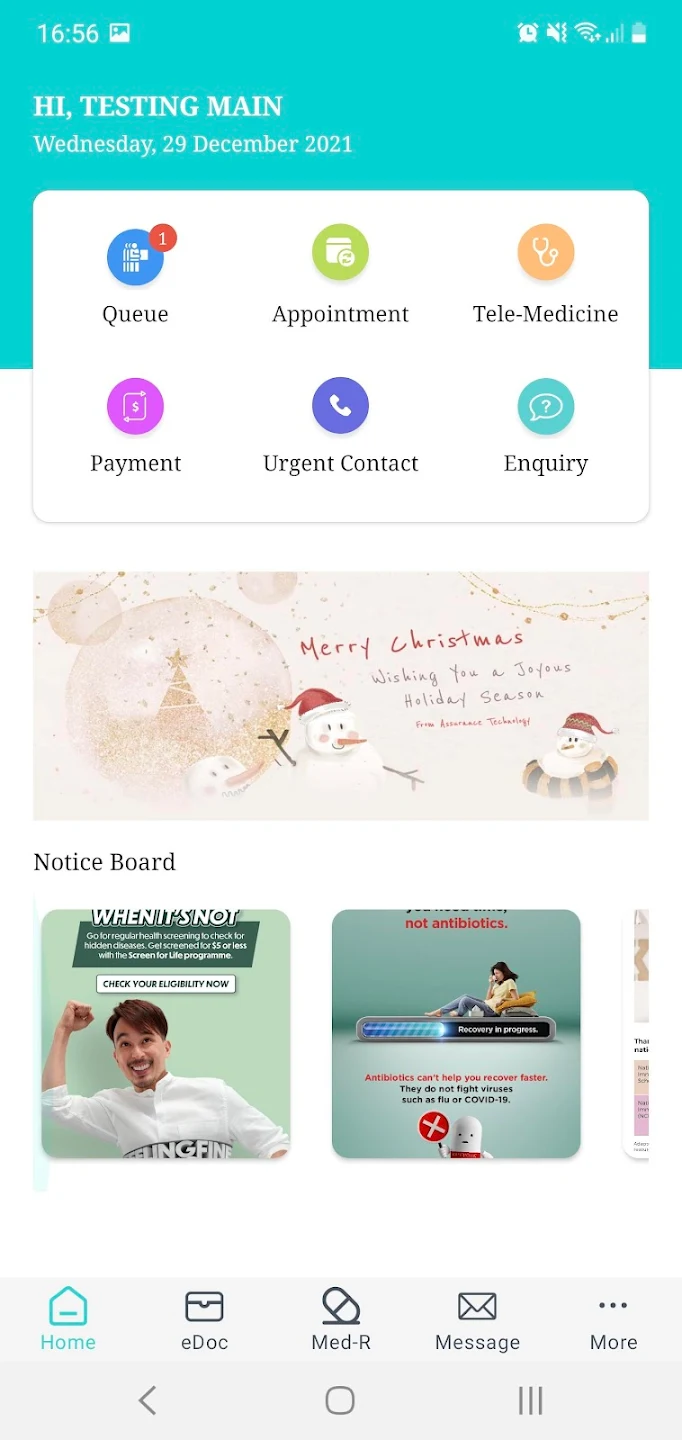 16:56
HI, TESTING MAIN
Wednesday, 29 December 2021
1
Queue
Appointment
Tele-Medicine
$
?
Payment
Urgent Contact
Enquiry
Merry Christmas
Wishing You a Joyous
Holiday Season
From Assurance Technology
Notice Board
WHEN IT'S NOT
Go for regular health screening to check for
hidden diseases. Get screened for $5 or less
with the Screen for Life programme.
CHECK YOUR ELIGIBILITY NOW
EELINGFINE
you need time,
not antibiotics.
Recovery in progress.
Antibiotics can't help you recover faster.
They do not fight viruses
such as flu or COVID-19.
Home
eDoc
Med-R
Message
More